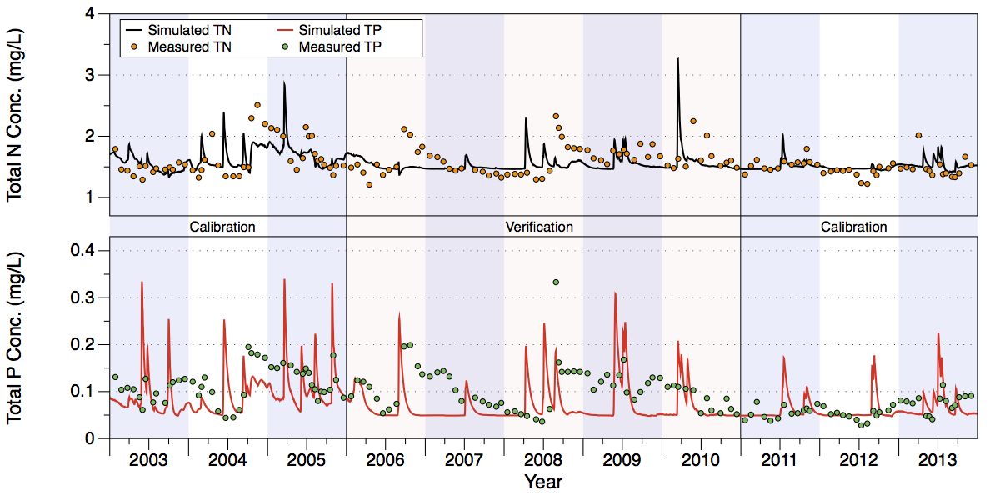 Total N Conc. (mg/L)
4
3
2
1
Simulated TN
Simulated TP
Measured TN
Measured TP
Calibration
Verification
Calibration
Total P Conc. (mg/L)
0.4
0.3
0.2
0.1
0
2003 2004 2005 2006 2007 2008 2009 2010 2011 2012 2013
Year